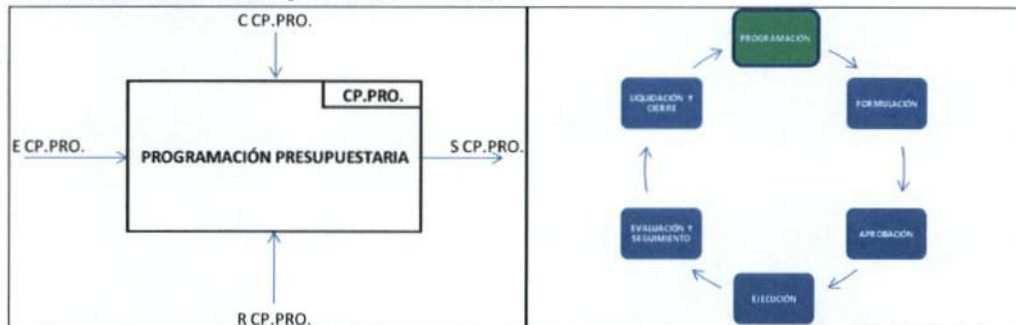 C CP.PRO.
CP.PRO.
E CP.PRO.
PROGRAMACIÓN PRESUPUESTARIA
S CP.PRO.
R CP.PRO.
PROGRAMACIÓN
FORMULACIÓN
APROBACIÓN
EJECUCIÓN
EVALUACIÓN Y
SEGUIMIENTO
LIQUIDACIÓN Y
CIERRE